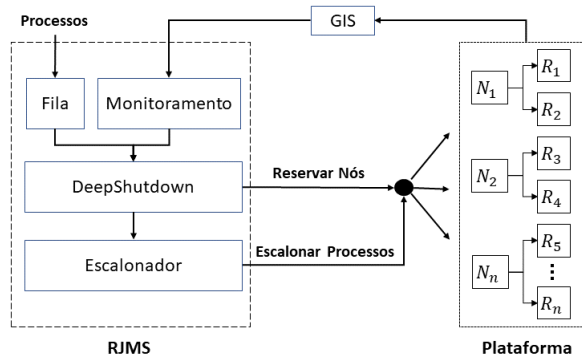 Processos
GIS
Fila
Monitoramento
DeepShutdown
Reservar Nós
Escalonador
Escalonar Processos
RJMS
N1
R1
R2
N2
R3
R4
Nn
R5
Rn
Plataforma